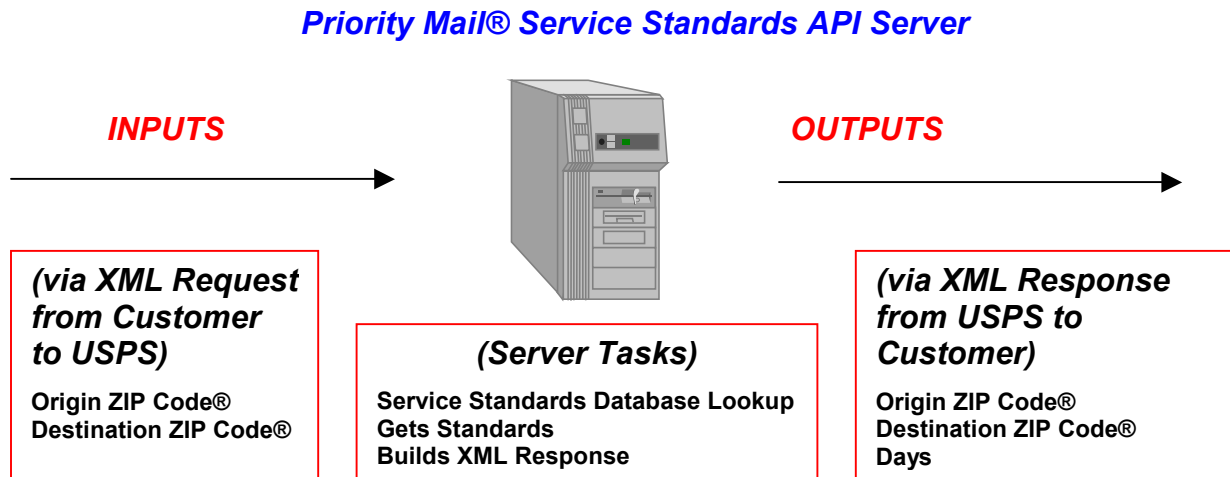 Priority Mail® Service Standards API Server
INPUTS
OUTPUTS
(via XML Request
from Customer
to USPS)
Origin ZIP Code®
Destination ZIP Code®
(Server Tasks)
Service Standards Database Lookup
Gets Standards
Builds XML Response
(via XML Response
from USPS to
Customer)
Origin ZIP Code®
Destination ZIP Code®
Days